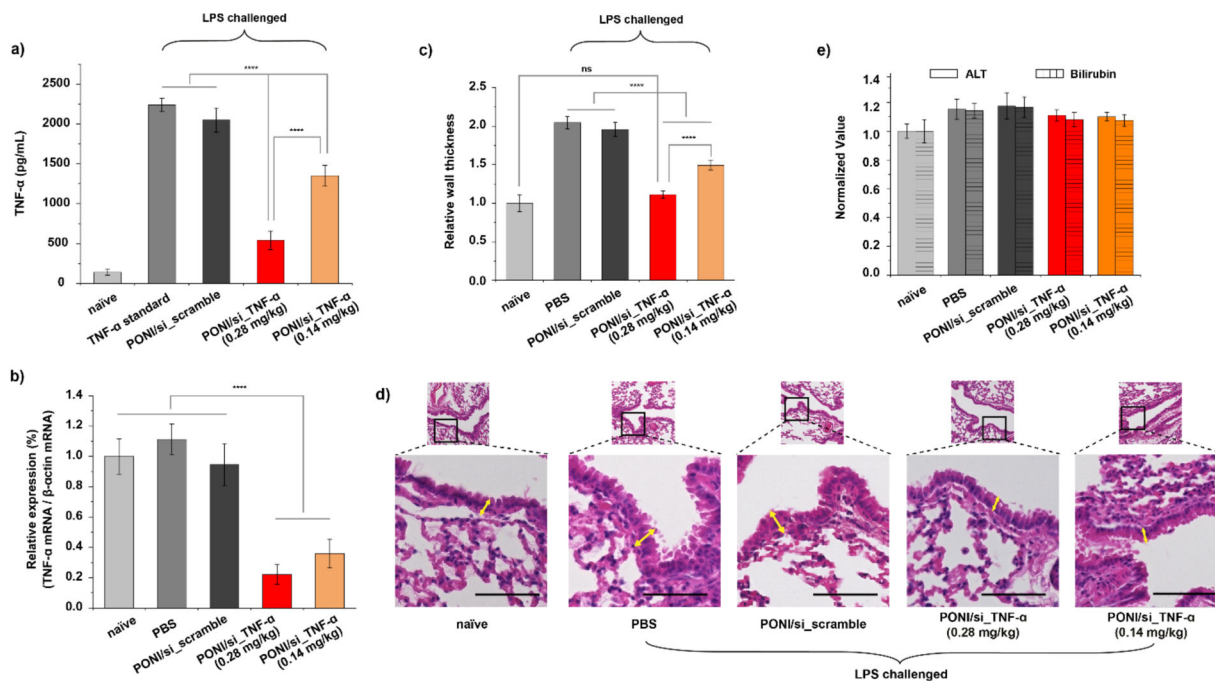 a)
LPS challenged
****
****
TNF-α (pg/mL)
2500
2250
2000
1500
1000
500
0
naïve
TNF-α standard
PONI/si_scramble
PONI/si_TNF-α
(0.28 mg/kg)
PONI/si_TNF-α
(0.14 mg/kg)
b)
****
Relative expression (%)
(TNF-α mRNA / β-actin mRNA)
1.4
1.2
1.0
0.8
0.6
0.4
0.2
0.0
naïve
PBS
PONI/si_scramble
PONI/si_TNF-α
(0.28 mg/kg)
PONI/si_TNF-α
(0.14 mg/kg)
c)
LPS challenged
ns
****
****
Relative wall thickness
2.5
2.0
1.5
1.0
0.5
0.0
naïve
PBS
PONI/si_scramble
PONI/si_TNF-α
(0.28 mg/kg)
PONI/si_TNF-α
(0.14 mg/kg)
e)
ALT
Bilirubin
Normalized Value
1.4
1.2
1.0
1.2
0.6
0.4
0.2
0.0
naïve
PBS
PONI/si_scramble
PONI/si_TNF-α
(0.28 mg/kg)
PONI/si_TNF-α
(0.14 mg/kg)
d)
naïve
PBS
PONI/si_scramble
PONI/si_TNF-α
(0.28 mg/kg)
PONI/si_TNF-α
(0.14 mg/kg)
LPS challenged